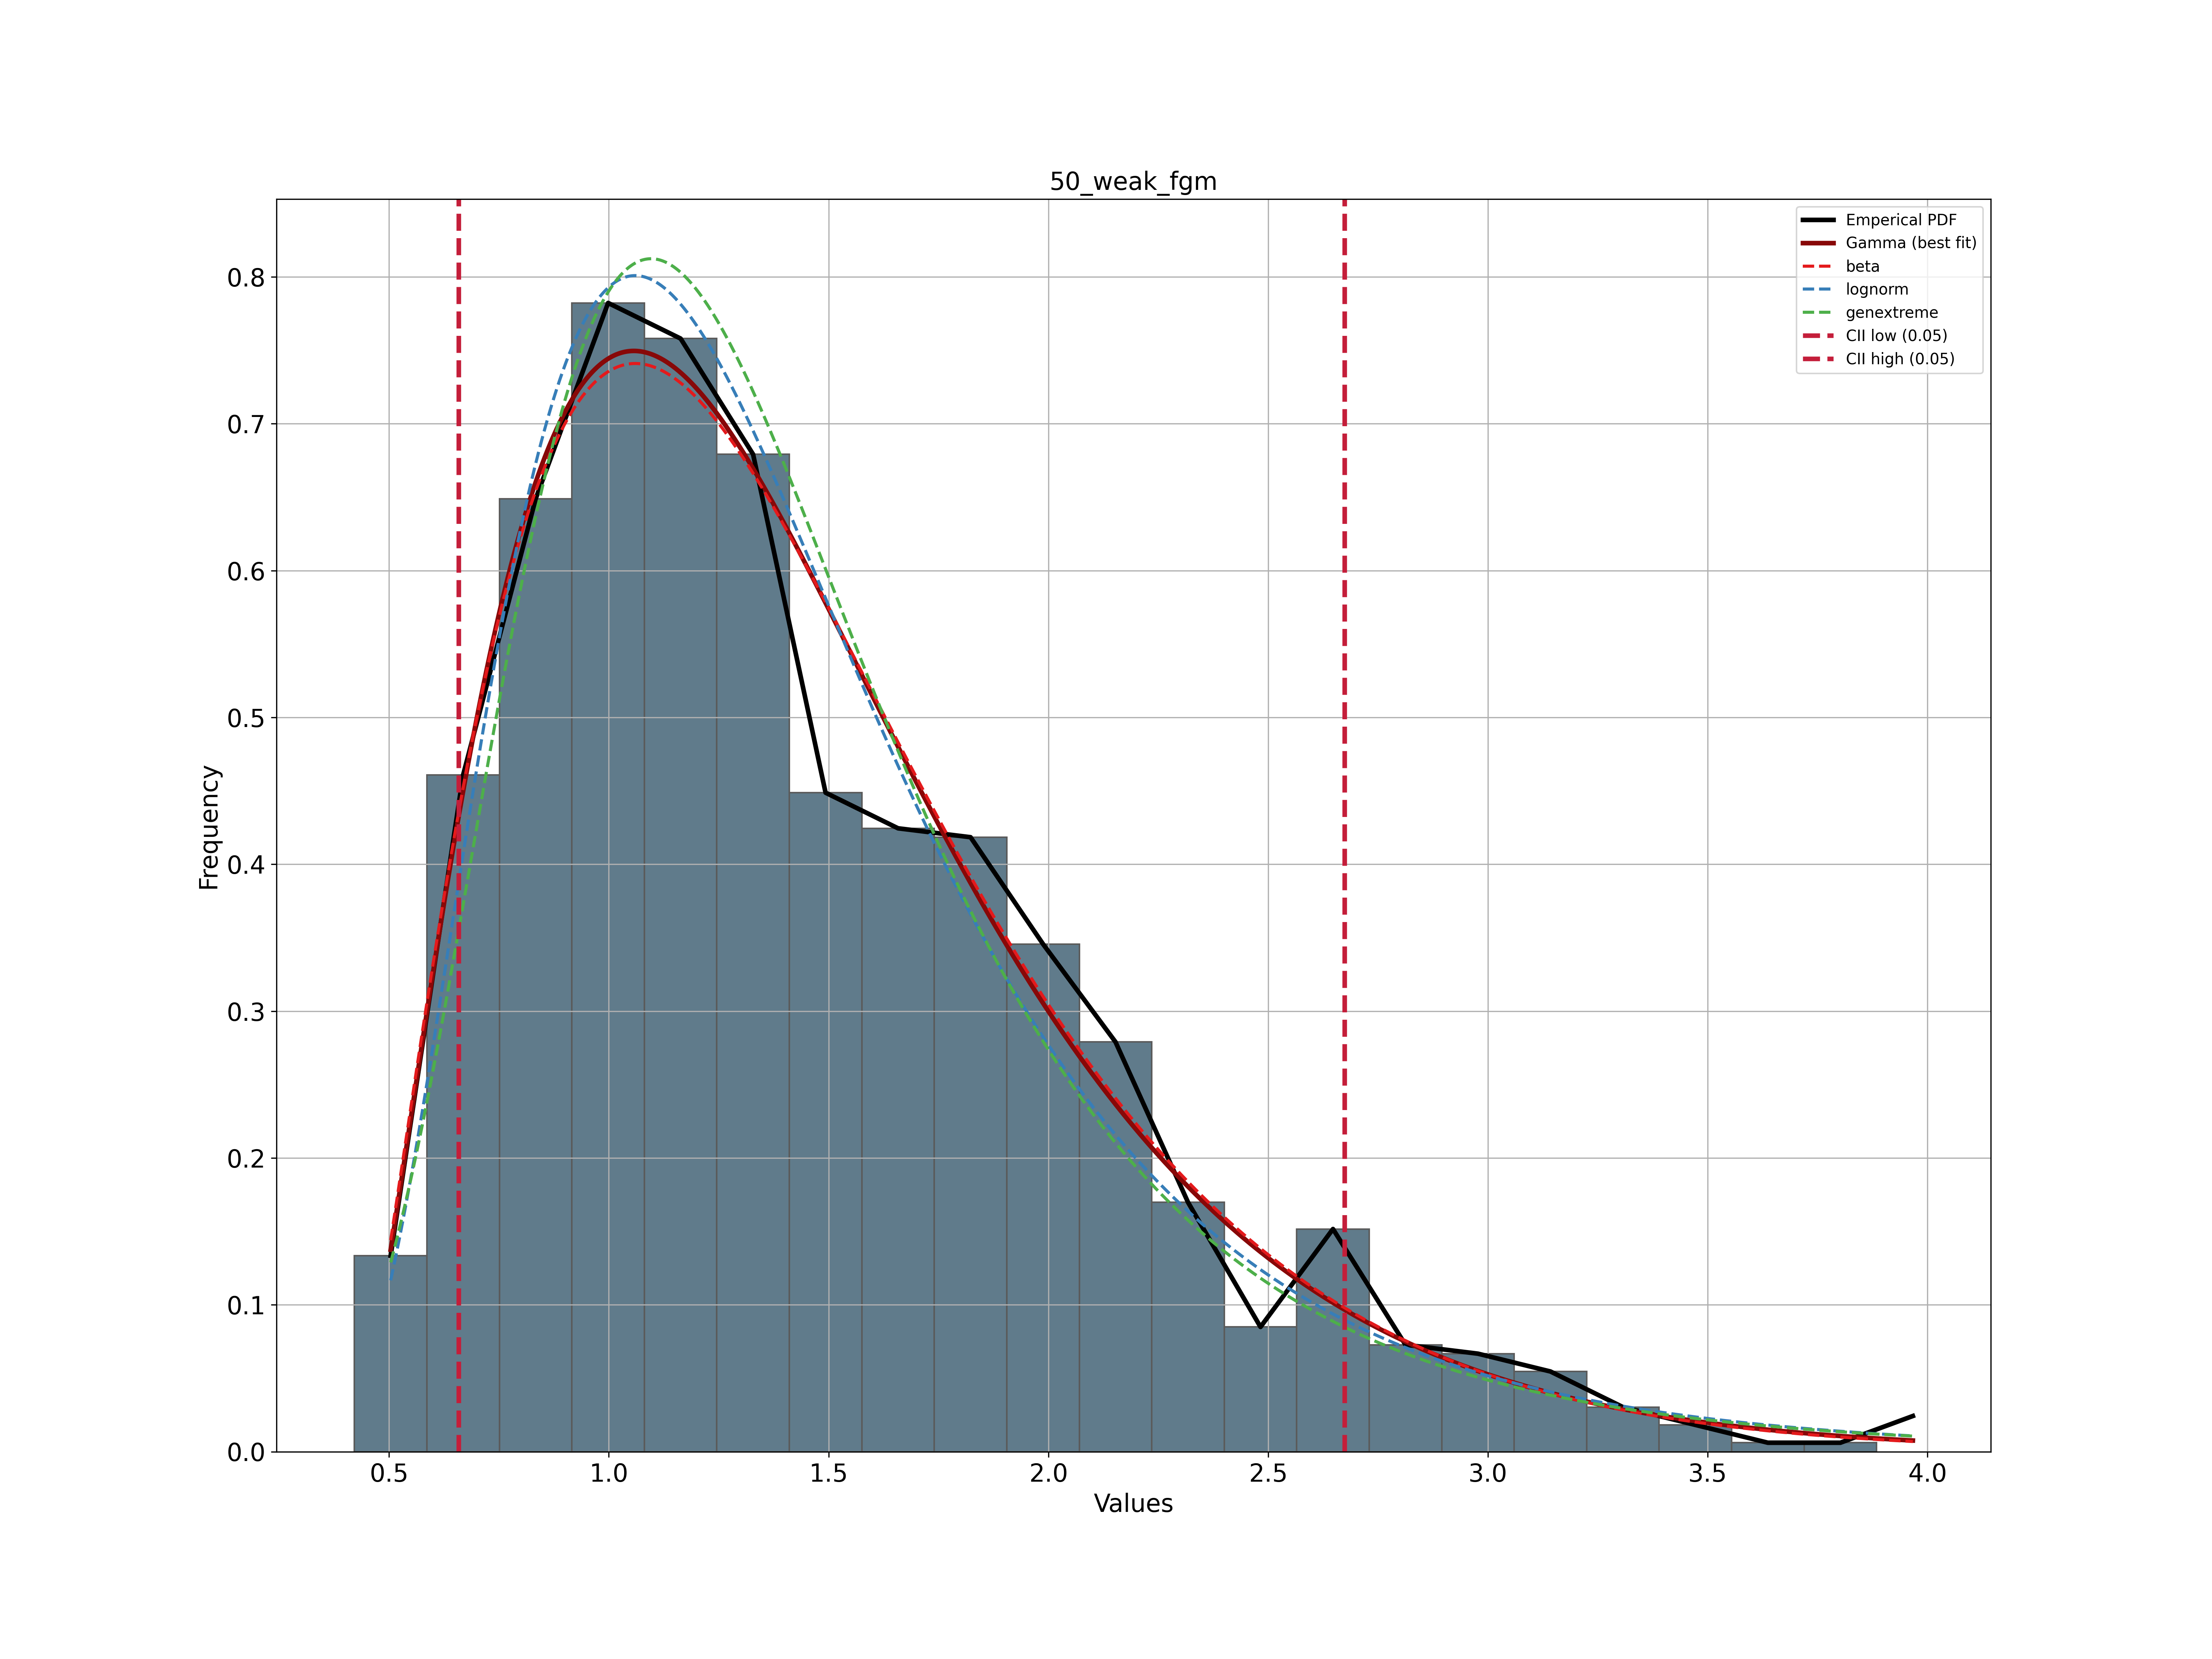 50_weak_fgm
Emperical PDF
Gamma (best fit)
beta
lognorm
genextreme
CII low (0.05)
CII high (0.05)
0.8
0.7
0.6
0.5
0.4
0.3
0.2
0.1
0.0
Frequency
0.5 1.0 1.5 2.0 2.5 3.0 3.5 4.0
Values